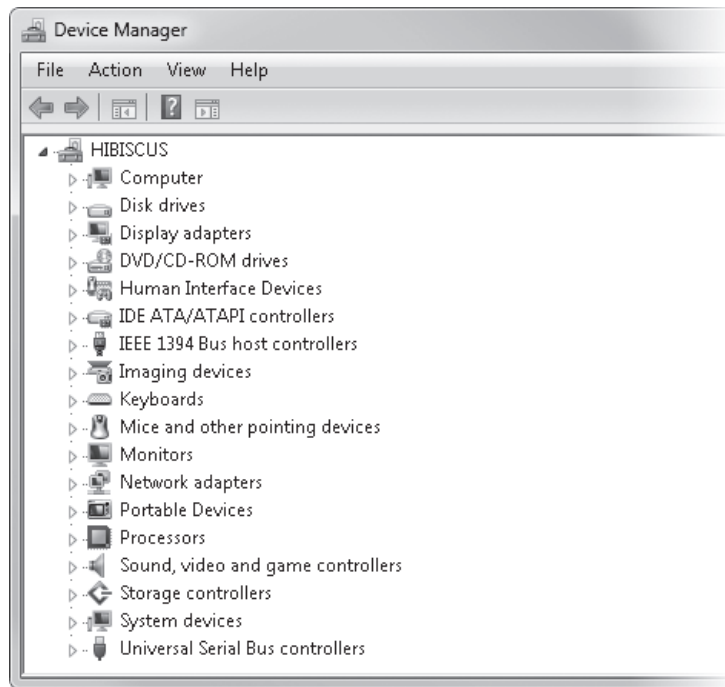 Device Manager
File Action View Help
HIBISCUS
Computer
Disk drives
Display adapters
DVD/CD-ROM drives
Human Interface Devices
IDE ATA/ATAPI controllers
IEEE 1394 Bus host controllers
Imaging devices
Keyboards
Mice and other pointing devices
Monitors
Network adapters
Portable Devices
Processors
Sound, video and game controllers
Storage controllers
System devices
Universal Serial Bus controllers